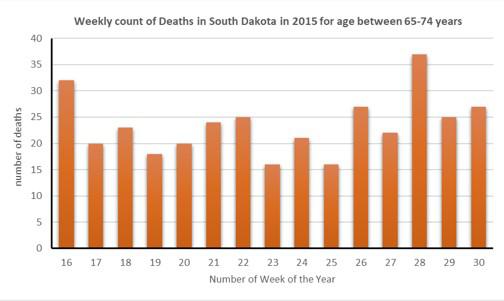 Weekly count of Deaths in South Dakota in 2015 for age between 65-74 years
40
35
30
25
20
15
10
5
0
number of deaths
16 17 18 19 20 21 22 23 24 25 26 27 28 29 30
Number of Week of the Year